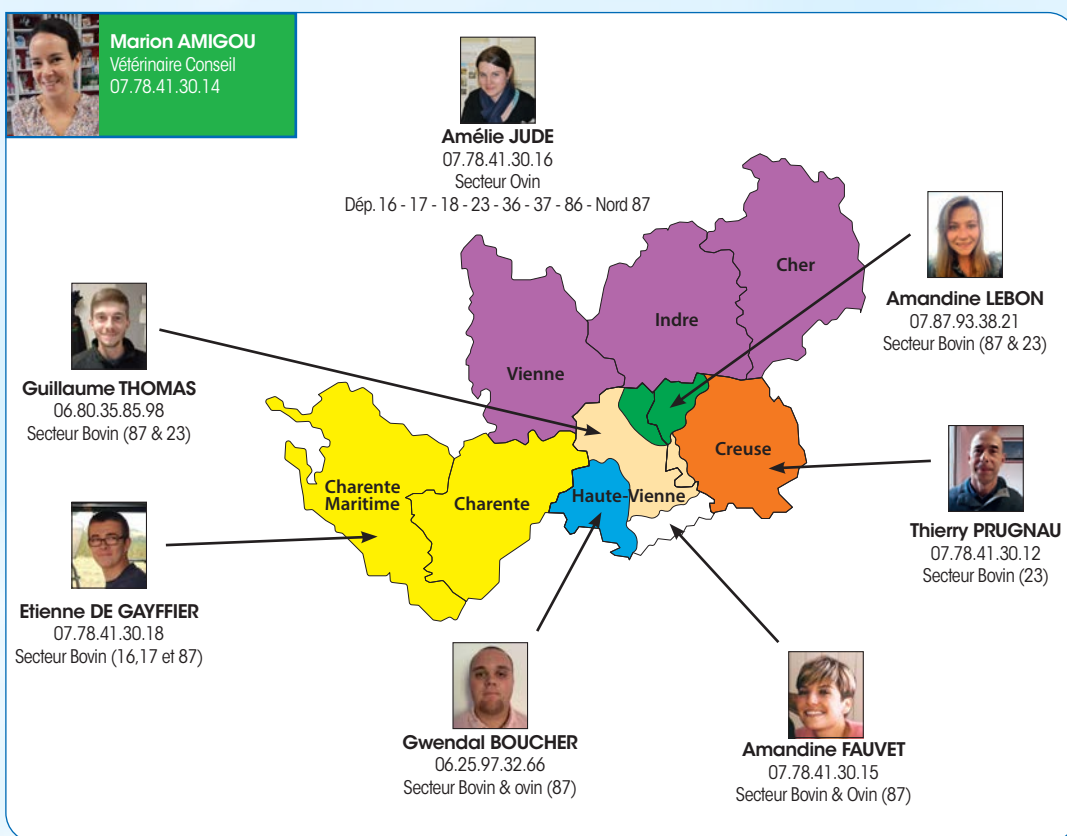 Marion AMIGOU
Vétérinaire Conseil
07.78.41.30.14
Amélie JUDE
07.78.41.30.16
Secteur Ovin
Dép. 16 - 17 - 18 - 23 - 36 - 37 - 86 - Nord 87
Cher
Amandine LEBON
07.87.93.38.21
Secteur Bovin (87 & 23)
Indre
Vienne
Guillaume THOMAS
06.80.35.85.98
Secteur Bovin (87 & 23)
Creuse
Charente
Maritime
Charente
Haute-Vienne
Thierry PRUGNAU
07.78.41.30.12
Secteur Bovin (23)
Etienne DE GAYFFIER
07.78.41.30.18
Secteur Bovin (16,17 et 87)
Gwendal BOUCHER
06.25.97.32.66
Secteur Bovin & ovin (87)
Amandine FAUVET
07.78.41.30.15
Secteur Bovin & Ovin (87)